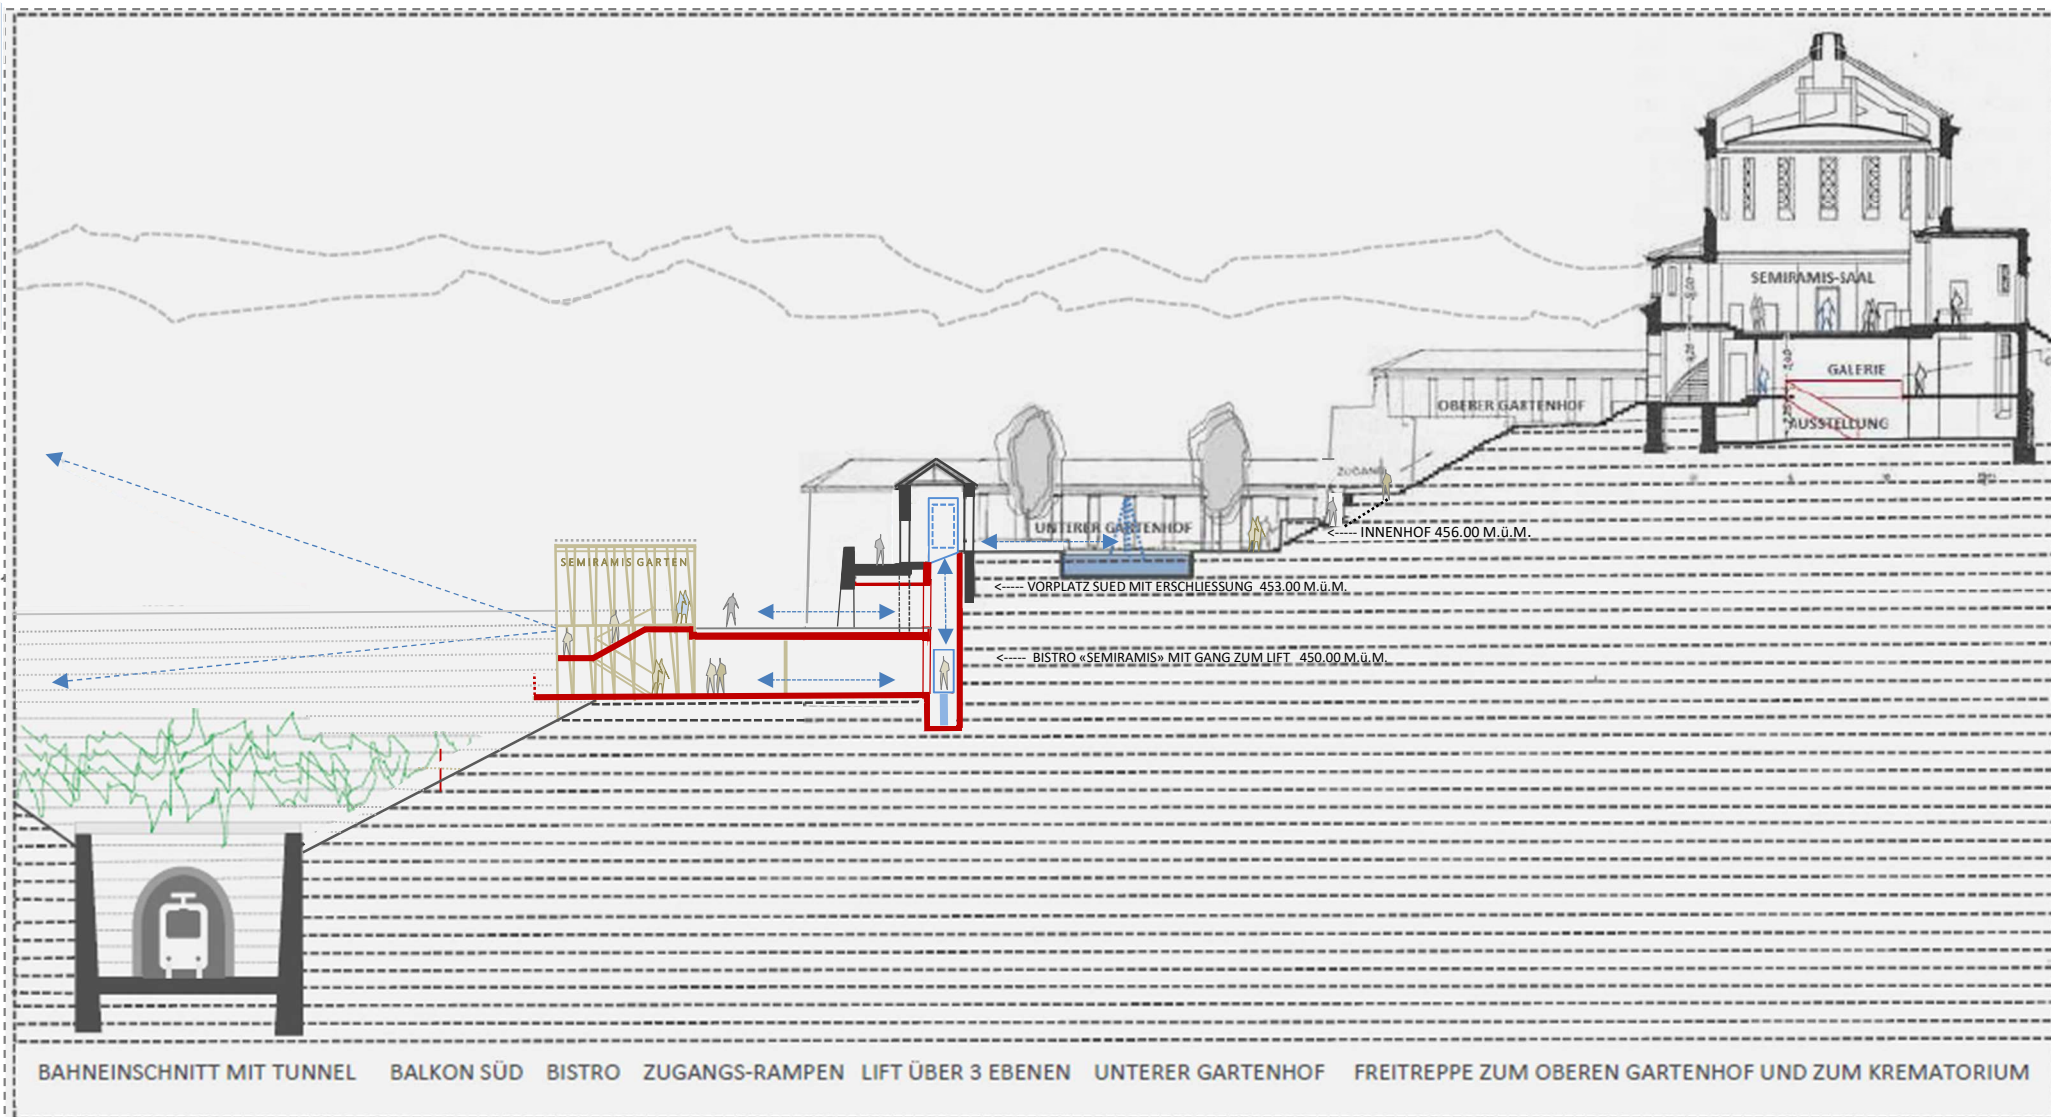 SEMIRAMIS-SAAL
GALERIE
OBERER GARTENHOF
AUSSTELLUNG
ZUGANG
UNTERER GARTENHOF
<----- INNENHOF 456.00 M.ü.M.
SEMIRAMIS GARTEN
<----- VORPLATZ SUED MIT ERSCHLIESSUNG 453.00 M.ü.M.
<----- BISTRO «SEMIRAMIS» MIT GANG ZUM LIFT 450.00 M.ü.M.
BAHNEINSCHNITT MIT TUNNEL BALKON SÜD BISTRO ZUGANGS-RAMPEN LIFT ÜBER 3 EBENEN UNTERER GARTENHOF FREITREPPE ZUM OBEREN GARTENHOF UND ZUM KREMATORIUM